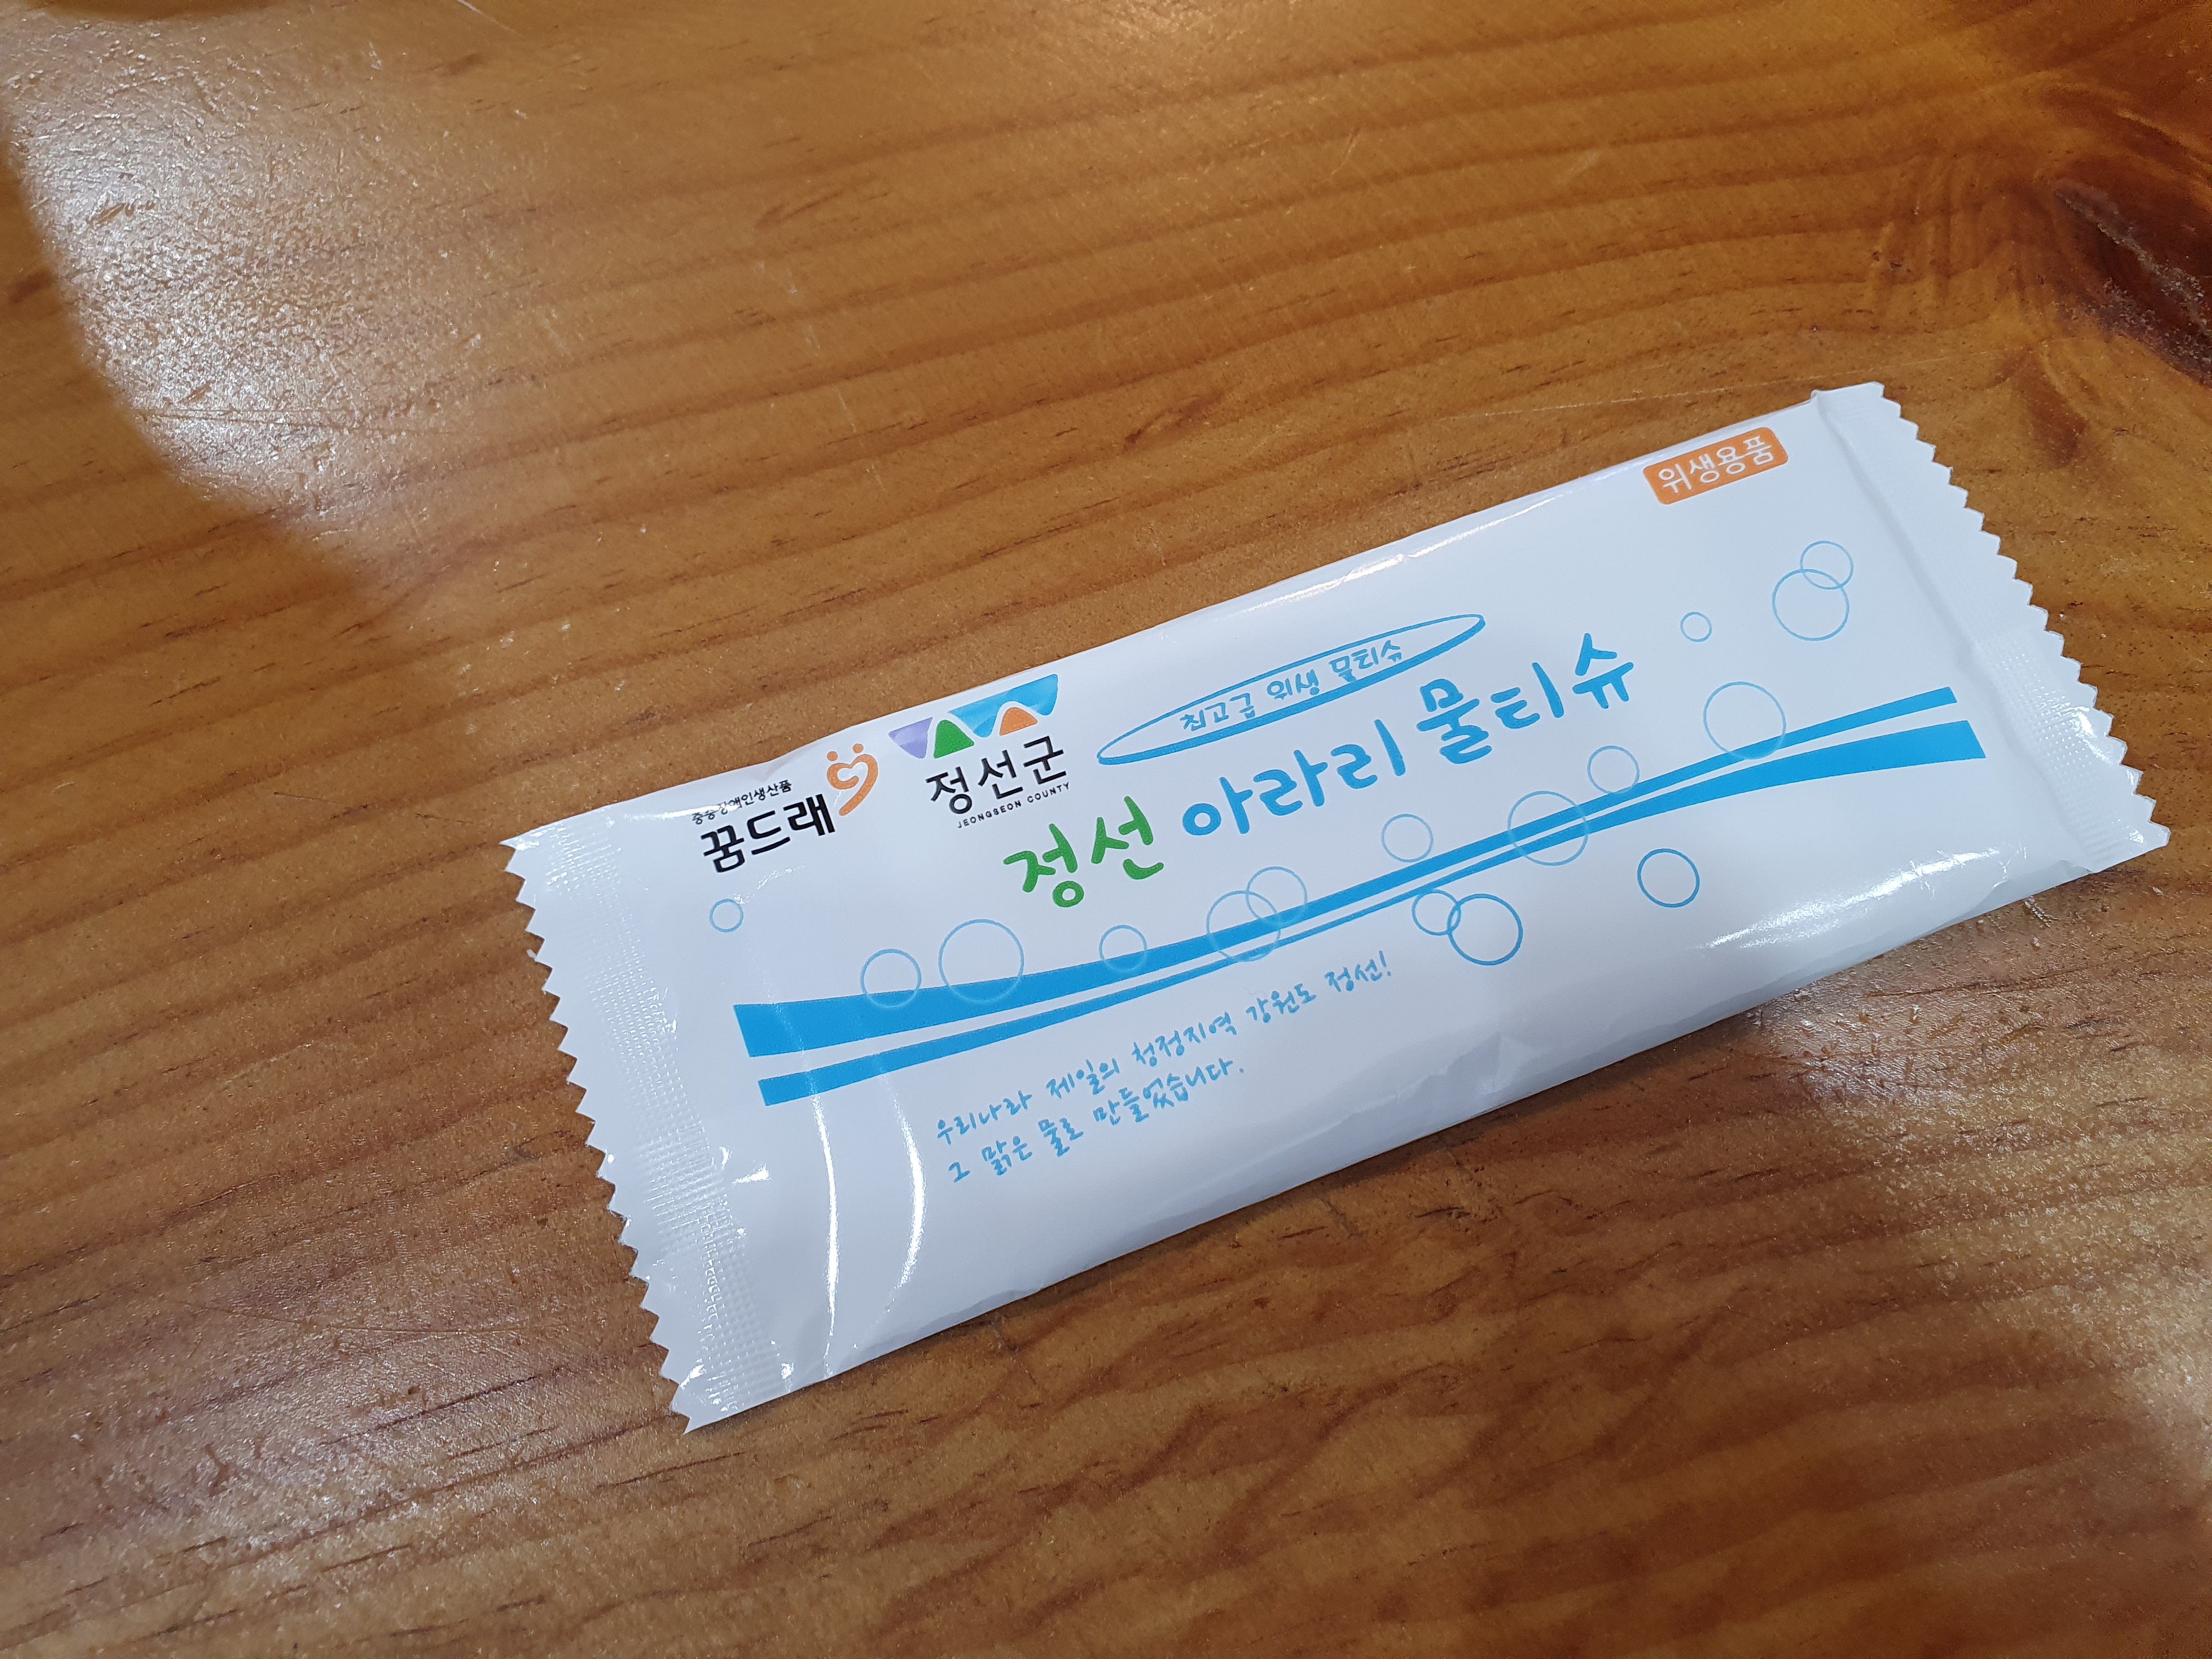 위생용품
중증장애인생산품
꿈드래
정선군
JEONGSEON COUNTY
최고급 위생 물티슈
정선 아라리 물티슈
우리나라 제일의 청정지역 강원도 정선!
그 맑은 물로 만들었습니다.